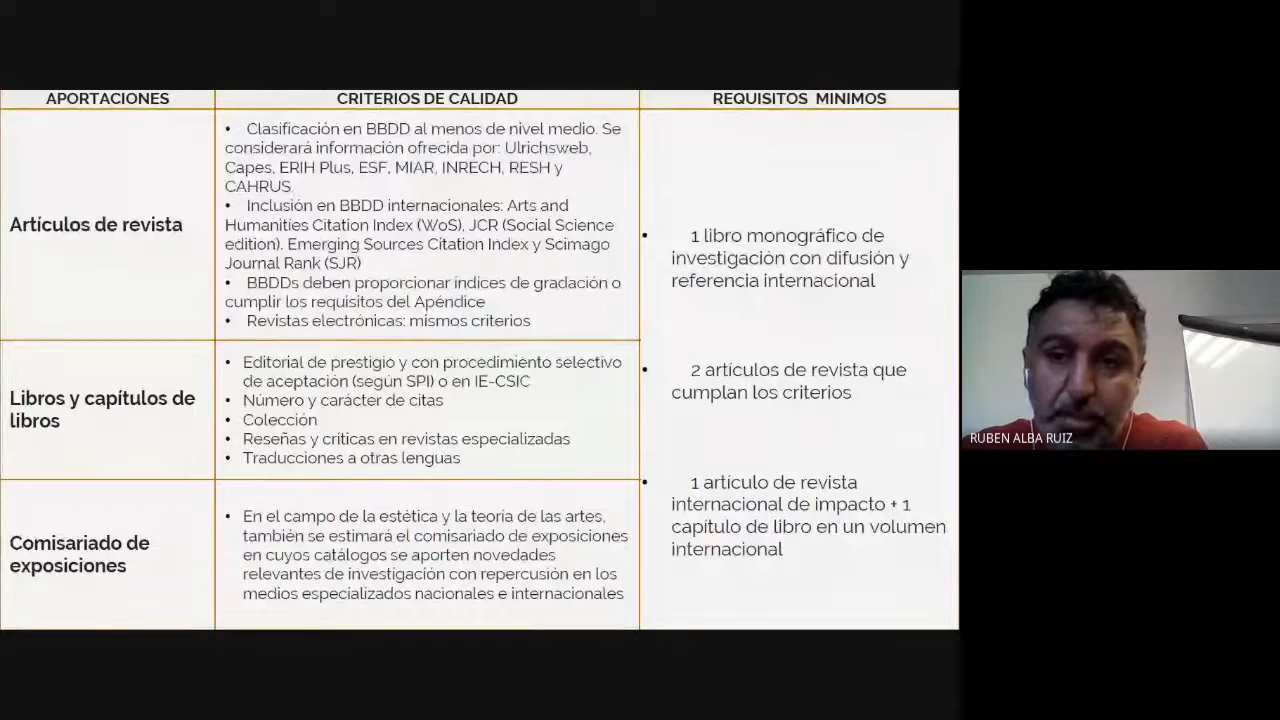 APORTACIONES
CRITERIOS DE CALIDAD
REQUISITOS MINIMOS
Artículos de revista
• Clasificación en BBDD al menos de nivel medio. Se
considerará información ofrecida por: Ulrichsweb,
Capes, ERIH Plus, ESF, MIAR, INRECH, RESH y
CAHRUS
• Inclusión en BBDD internacionales: Arts and
Humanities Citation Index (WoS), JCR (Social Science
edition). Emerging Sources Citation Index y Scimago
Journal Rank (SJR)
• BBDDs deben proporcionar índices de gradación o
cumplir los requisitos del Apéndice
• Revistas electrónicas: mismos criterios
Libros y capítulos de
libros
• Editorial de prestigio y con procedimiento selectivo
de aceptación (según SPI) o en IE-CSIC
• Número y carácter de citas
• Colección
• Reseñas y críticas en revistas especializadas
• Traducciones a otras lenguas
Comisariado de
exposiciones
• En el campo de la estética y la teoría de las artes,
también se estimará el comisariado de exposiciones
en cuyos catálogos se aporten novedades
relevantes de investigación con repercusión en los
medios especializados nacionales e internacionales
• 1 libro monográfico de
investigación con difusión y
referencia internacional
• 2 artículos de revista que
cumplan los criterios
• 1 artículo de revista
internacional de impacto + 1
capítulo de libro en un volumen
internacional
RUBEN ALBA RUIZ